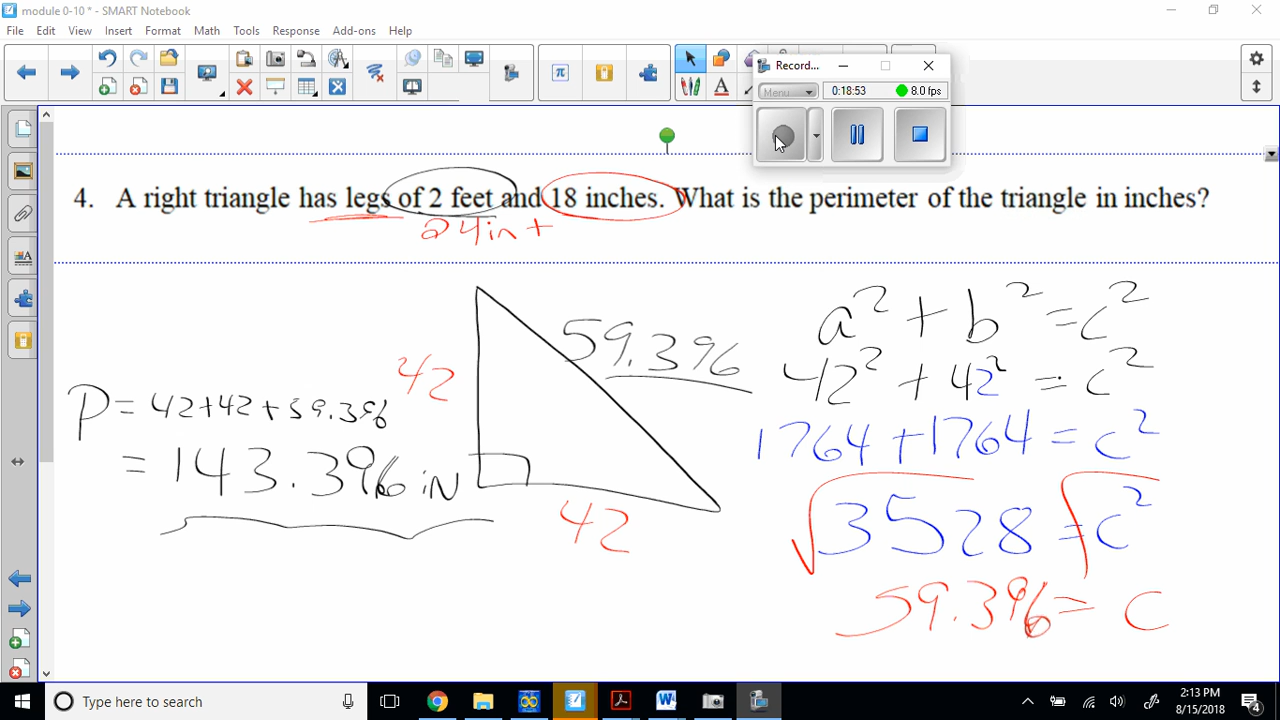 module 0-10 * - SMART Notebook
File Edit View Insert Format Math Tools Response Add-ons Help
Record...
Menu 0:18:53 8.0 fps
4. A right triangle has legs of 2 feet and 18 inches. What is the perimeter of the triangle in inches?
24in +
a² + b² = c²
59.396
42
42² + 42² = c²
P = 42+42+59.396
1764 + 1764 = c²
= 143.396 iN
42
√3528 = √c²
59.396 = c
Type here to search
2:13 PM
8/15/2018
4